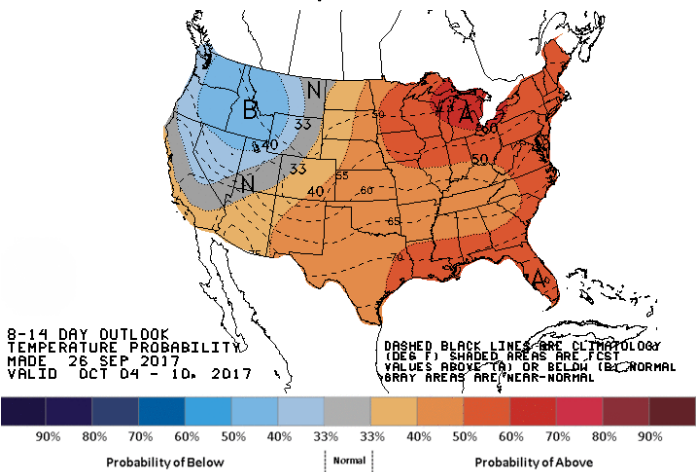 N
B
33
40
N
33
40
55
60
65
70
50
A
60
50
A
8-14 DAY OUTLOOK
TEMPERATURE PROBABILITY
MADE 26 SEP 2017
VALID OCT 04 - 10, 2017
DASHED BLACK LINES ARE CLIMATOLOGY
(DEG F) SHADED AREAS ARE FCST
VALUES ABOVE (A) OR BELOW (B) NORMAL
GRAY AREAS ARE NEAR-NORMAL
90% 80% 70% 60% 50% 40% 33% 33% 40% 50% 60% 70% 80% 90%
Probability of Below Normal Probability of Above